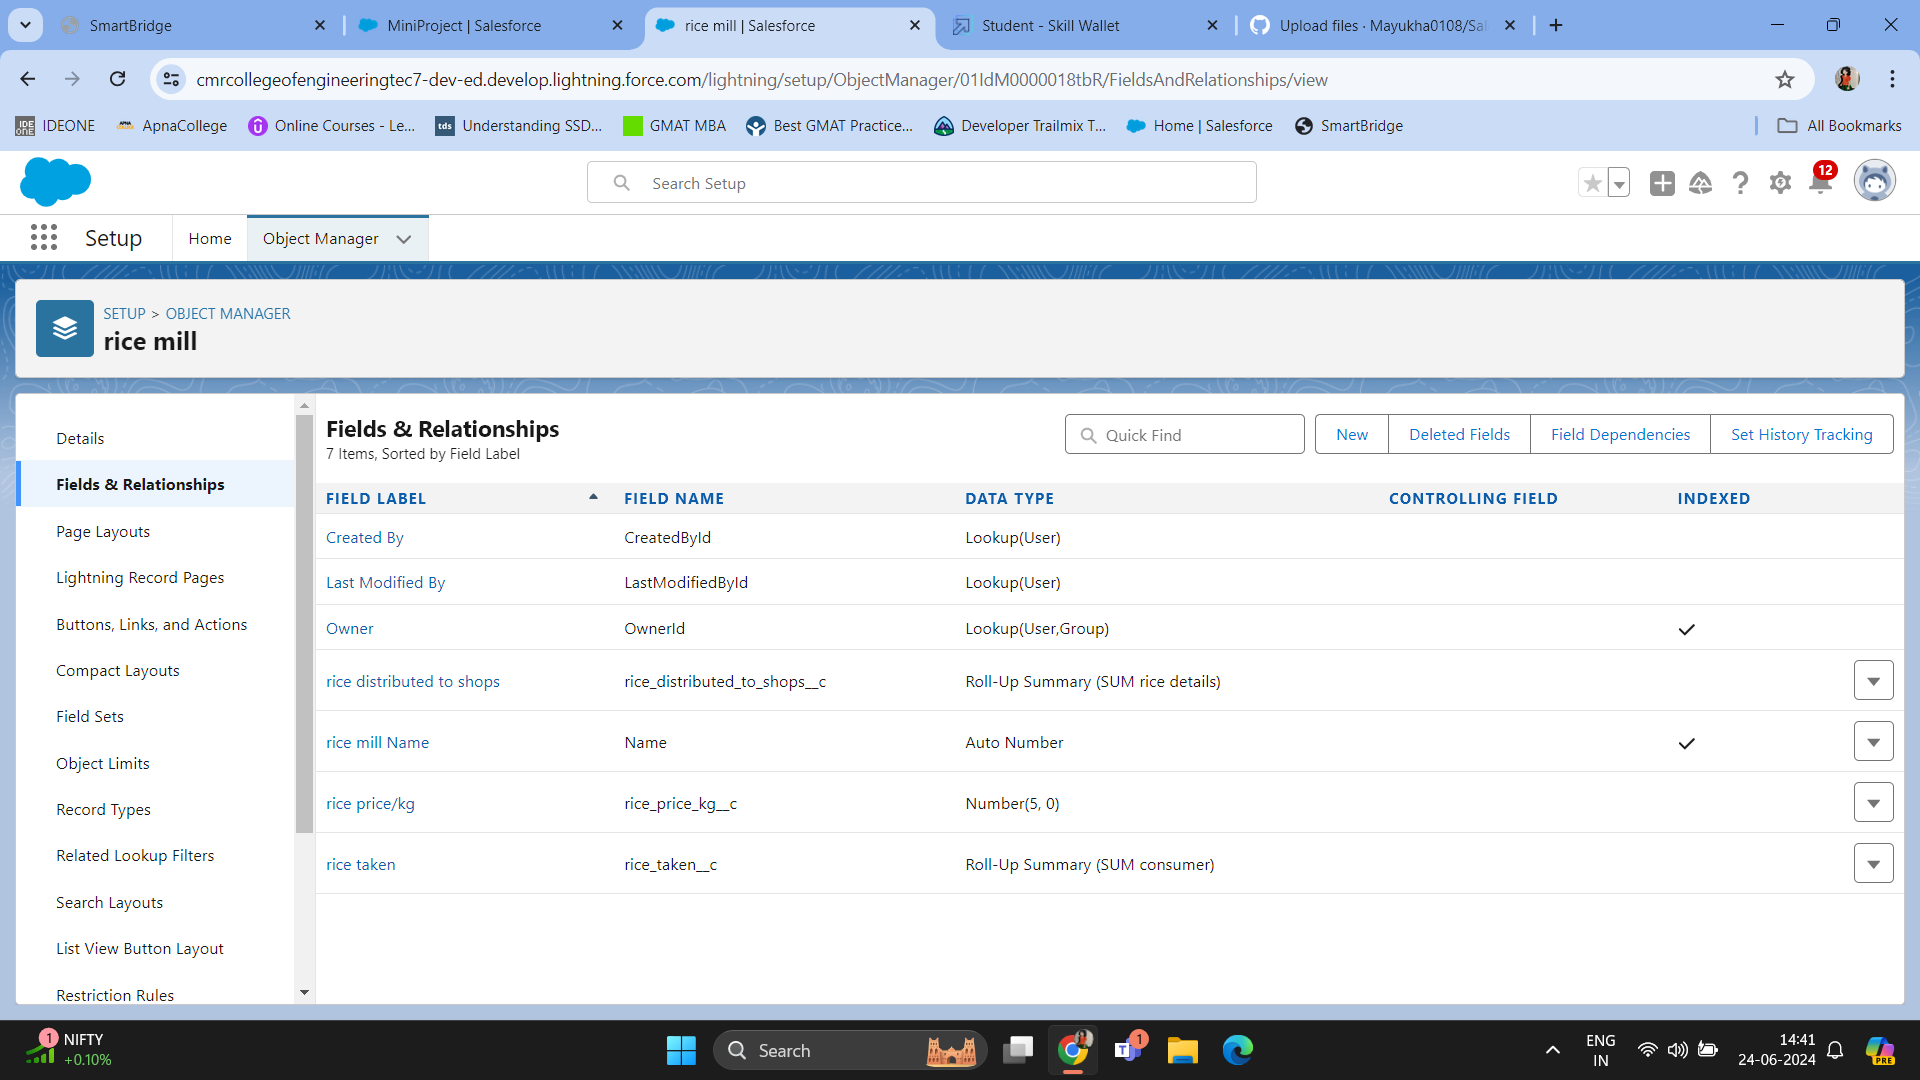 SmartBridge
MiniProject | Salesforce
rice mill | Salesforce
Student - Skill Wallet
Upload files · Mayukha0108/Sal
cmrcollegeofengineeringtec7-dev-ed.develop.lightning.force.com/lightning/setup/ObjectManager/01IdM0000018tbR/FieldsAndRelationships/view
IDE ONE IDEONE
APNA ApnaCollege
Online Courses - Le...
tds Understanding SSD...
GMAT MBA
Best GMAT Practice...
Developer Trailmix T...
Home | Salesforce
SmartBridge
All Bookmarks
Search Setup
12
Setup
Home
Object Manager
SETUP > OBJECT MANAGER
rice mill
Details
Fields & Relationships
Page Layouts
Lightning Record Pages
Buttons, Links, and Actions
Compact Layouts
Field Sets
Object Limits
Record Types
Related Lookup Filters
Search Layouts
List View Button Layout
Restriction Rules
Fields & Relationships
7 Items, Sorted by Field Label
Quick Find
New
Deleted Fields
Field Dependencies
Set History Tracking
FIELD LABEL FIELD NAME DATA TYPE CONTROLLING FIELD INDEXED
Created By CreatedById Lookup(User)
Last Modified By LastModifiedById Lookup(User)
Owner OwnerId Lookup(User,Group)
rice distributed to shops rice_distributed_to_shops__c Roll-Up Summary (SUM rice details)
rice mill Name Name Auto Number
rice price/kg rice_price_kg__c Number(5, 0)
rice taken rice_taken__c Roll-Up Summary (SUM consumer)
1
NIFTY
+0.10%
Search
1
ENG
IN
14:41
24-06-2024
PRE